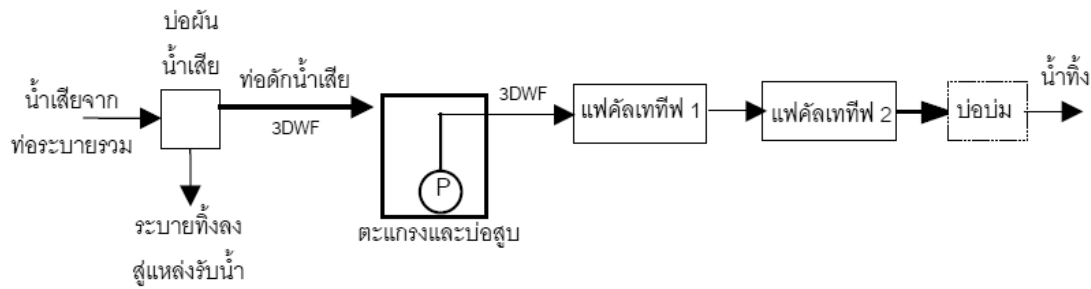 บ่อผัน
น้ำเสีย
น้ำเสียจาก
ท่อระบายรวม
ท่อดักน้ำเสีย
3DWF
ระบายทิ้งลง
สู่แหล่งรับน้ำ
P
ตะแกรงและบ่อสูบ
3DWF
แฟคัลเททีฟ 1
แฟคัลเททีฟ 2
บ่อบ่ม
น้ำทิ้ง